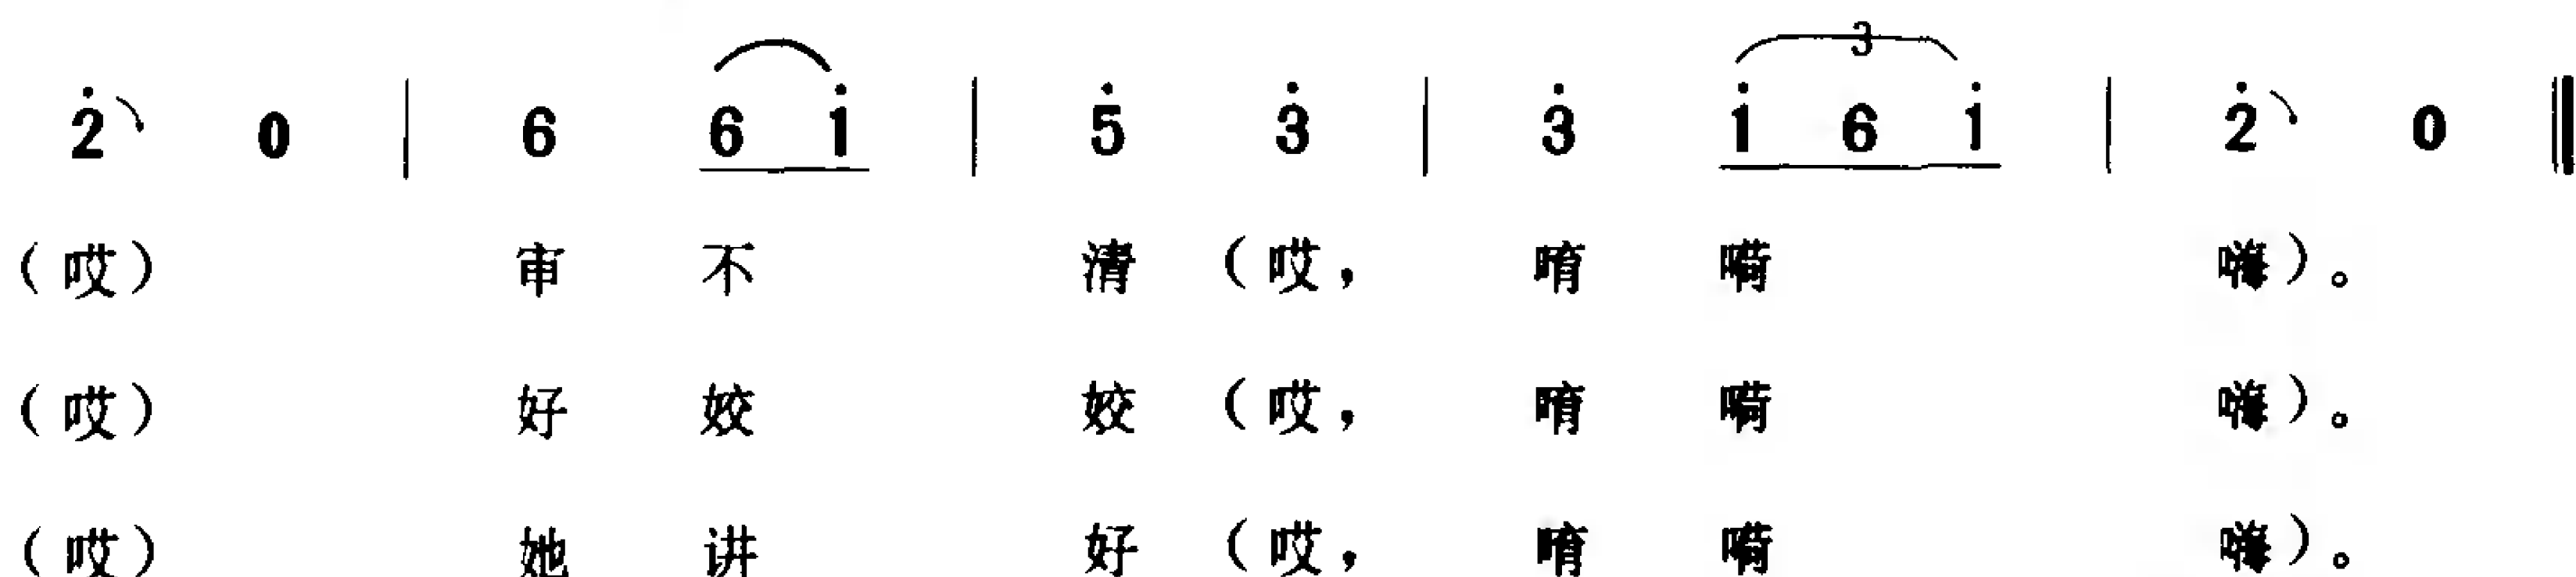 2̇ 0 | 6 6 1̇ | 5̇ 3̇ | 3̇ 1̇ 6 1̇ | 2̇ 0 ‖
3
(哎) 审 不 清 (哎, 唷 嗬 嗨)。
(哎) 好 姣 姣 (哎, 唷 嗬 嗨)。
(哎) 她 讲 好 (哎, 唷 嗬 嗨)。